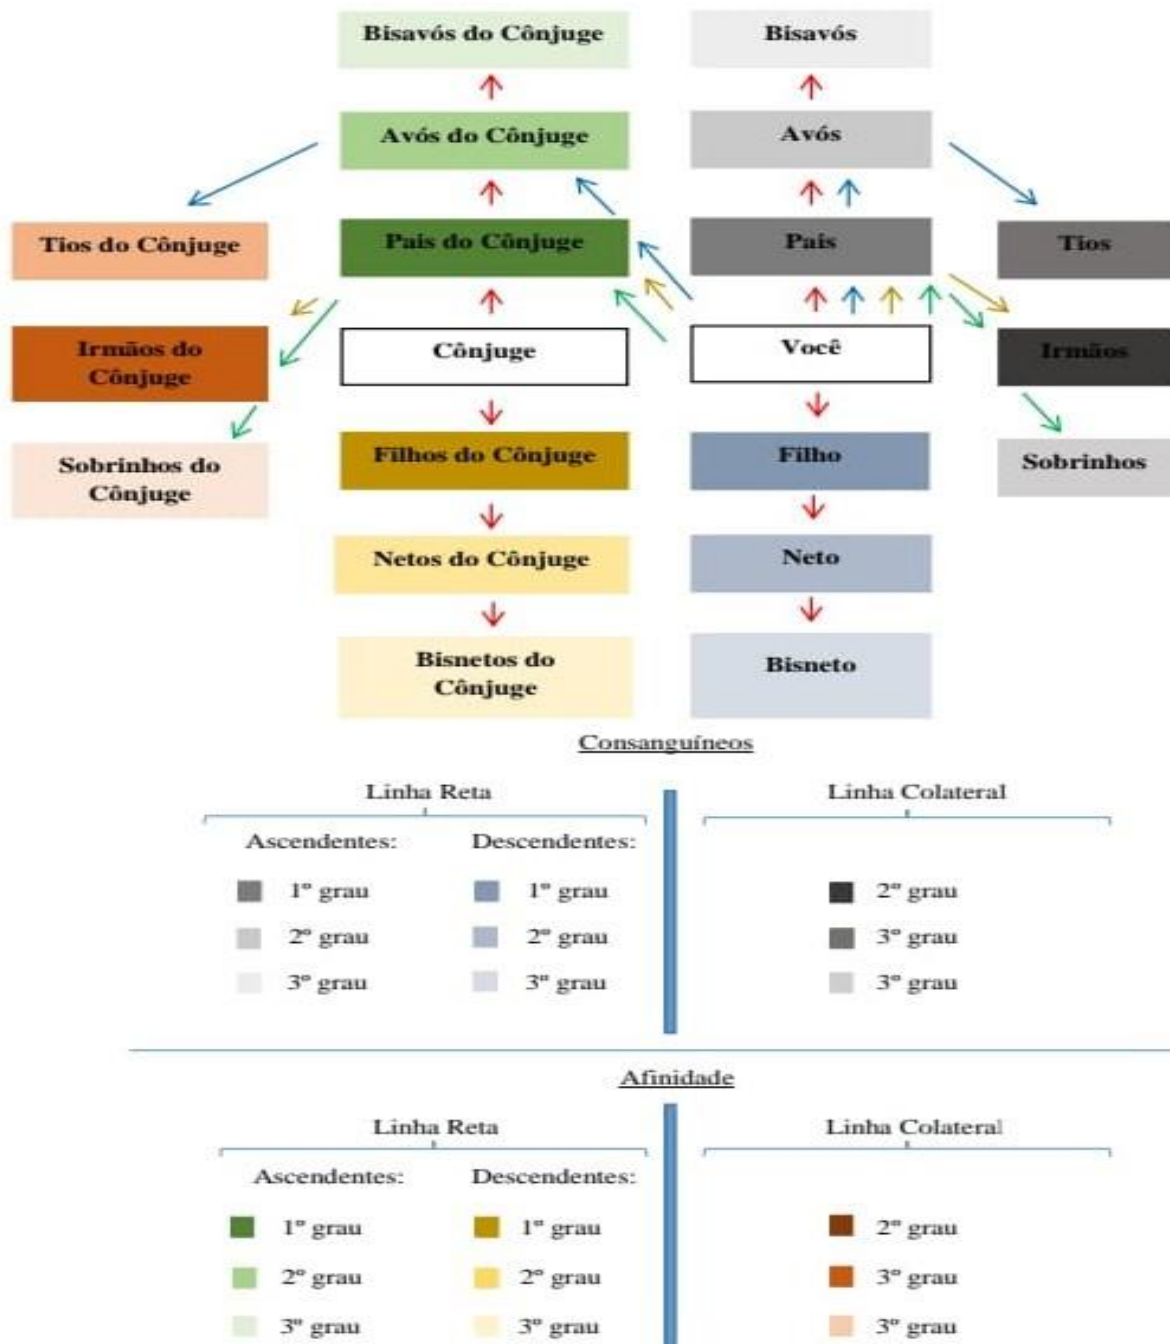 Bisavós do Cônjuge
Bisavós
Avós do Cônjuge
Avós
Tios do Cônjuge
Pais do Cônjuge
Pais
Tios
Irmãos do
Cônjuge
Cônjuge
Você
Irmãos
Sobrinhos do
Cônjuge
Filhos do Cônjuge
Filho
Sobrinhos
Netos do Cônjuge
Neto
Bisnetos do
Cônjuge
Bisneto
Consanguíneos
Linha Reta
Linha Colateral
Ascendentes:
Descendentes:
1º grau
1º grau
2º grau
2º grau
2º grau
3º grau
3º grau
3º grau
3º grau
Afinidade
Linha Reta
Linha Colateral
Ascendentes:
Descendentes:
1º grau
1º grau
2º grau
2º grau
2º grau
3º grau
3º grau
3º grau
3º grau